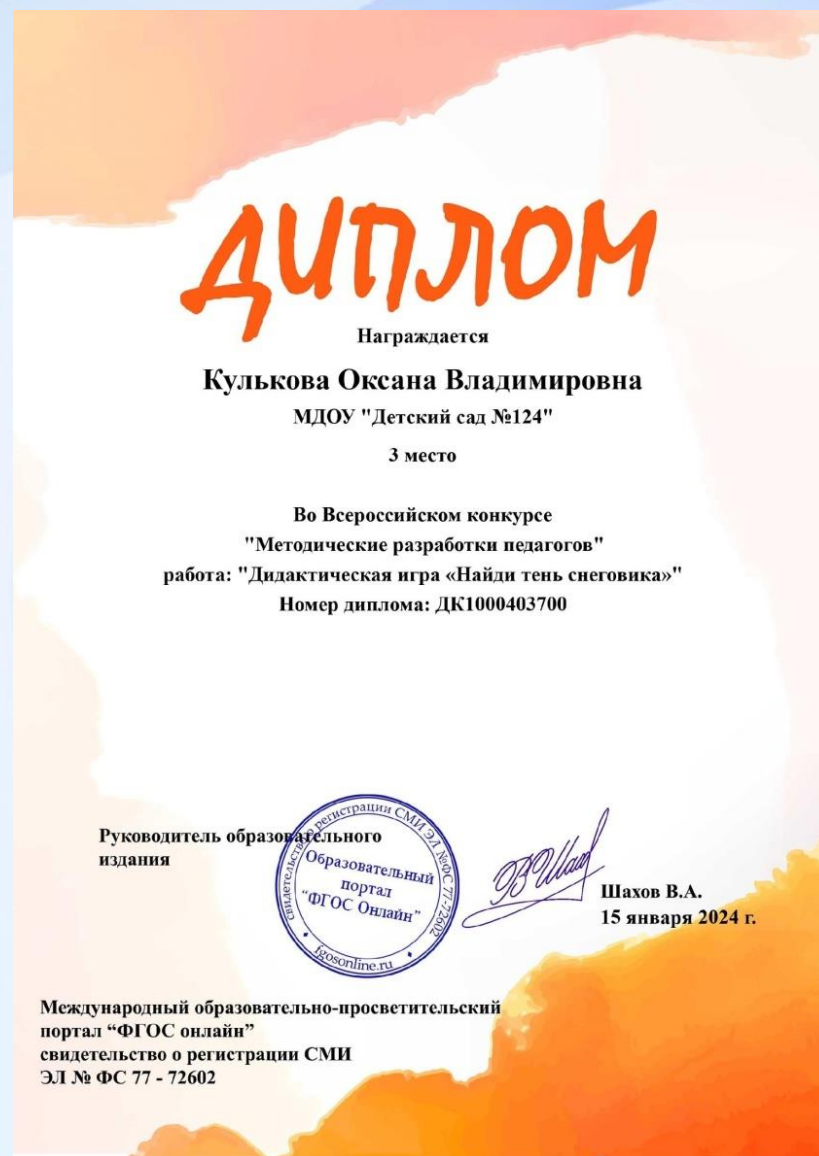 ДИПЛОМ
Награждается
Кулькова Оксана Владимировна
МДОУ "Детский сад №124"
3 место
Во Всероссийском конкурсе
"Методические разработки педагогов"
работа: "Дидактическая игра «Найди тень снеговика»"
Номер диплома: ДК1000403700
Руководитель образовательного
издания
свидетельство о регистрации СМИ ЭЛ №ФС 77-72602
Образовательный
портал
"ФГОС Онлайн"
fgosonline.ru
Шахов В.А.
15 января 2024 г.
Международный образовательно-просветительский
портал “ФГОС онлайн”
свидетельство о регистрации СМИ
ЭЛ № ФС 77 - 72602